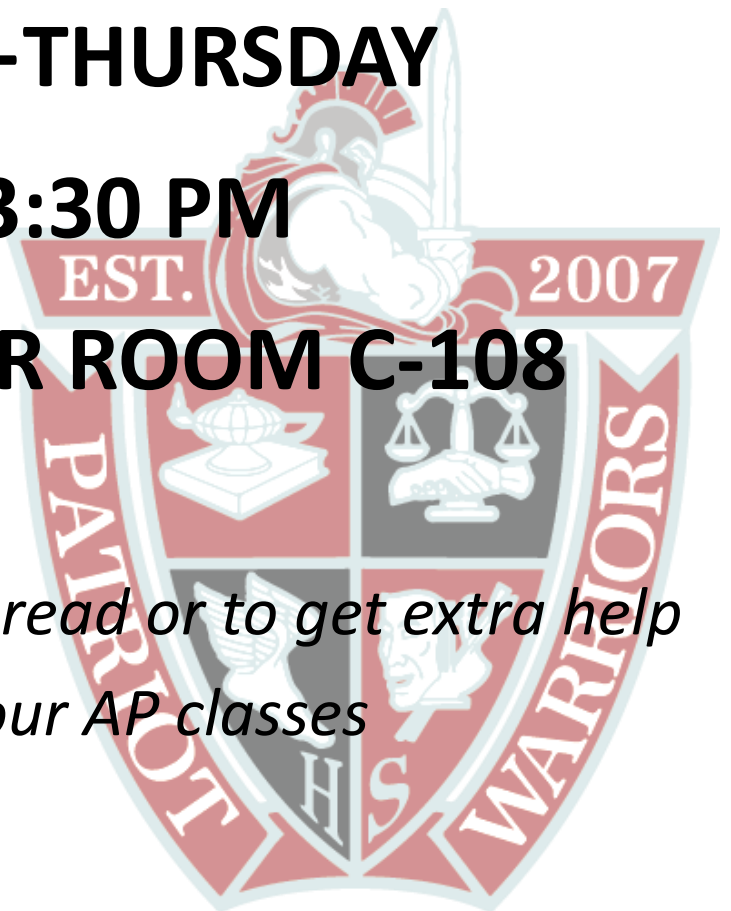 -THURSDAY
3:30 PM
EST. 2007
R ROOM C-108
PATRIOT
WARRIORS
read or to get extra help
our AP classes
H S